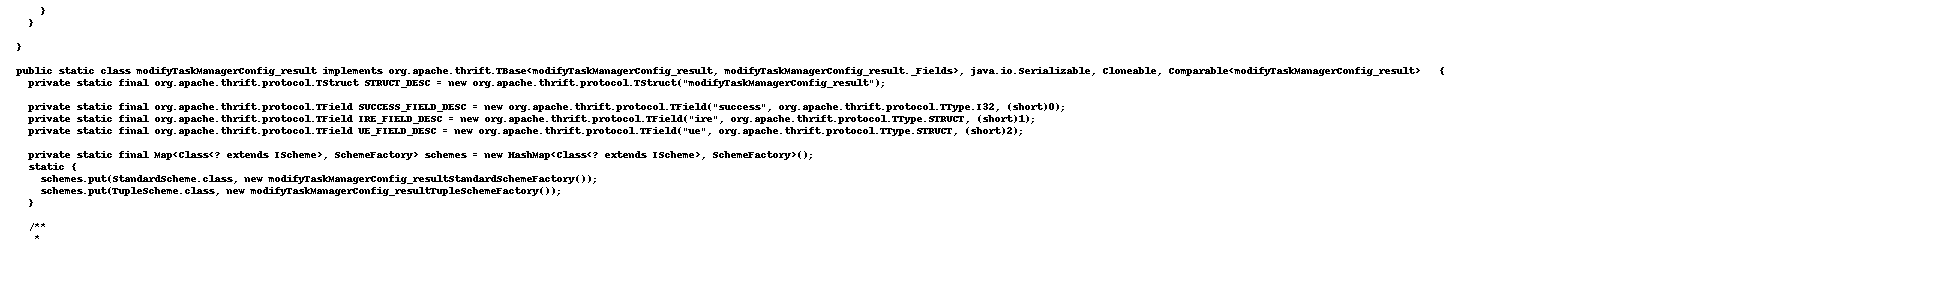 }
  }

}

public static class modifyTaskManagerConfig_result implements org.apache.thrift.TBase<modifyTaskManagerConfig_result, modifyTaskManagerConfig_result._Fields>, java.io.Serializable, Cloneable, Comparable<modifyTaskManagerConfig_result>   {
  private static final org.apache.thrift.protocol.TStruct STRUCT_DESC = new org.apache.thrift.protocol.TStruct("modifyTaskManagerConfig_result");

  private static final org.apache.thrift.protocol.TField SUCCESS_FIELD_DESC = new org.apache.thrift.protocol.TField("success", org.apache.thrift.protocol.TType.I32, (short)0);
  private static final org.apache.thrift.protocol.TField IRE_FIELD_DESC = new org.apache.thrift.protocol.TField("ire", org.apache.thrift.protocol.TType.STRUCT, (short)1);
  private static final org.apache.thrift.protocol.TField UE_FIELD_DESC = new org.apache.thrift.protocol.TField("ue", org.apache.thrift.protocol.TType.STRUCT, (short)2);

  private static final Map<Class<? extends IScheme>, SchemeFactory> schemes = new HashMap<Class<? extends IScheme>, SchemeFactory>();
  static {
    schemes.put(StandardScheme.class, new modifyTaskManagerConfig_resultStandardSchemeFactory());
    schemes.put(TupleScheme.class, new modifyTaskManagerConfig_resultTupleSchemeFactory());
  }

  /**
   *